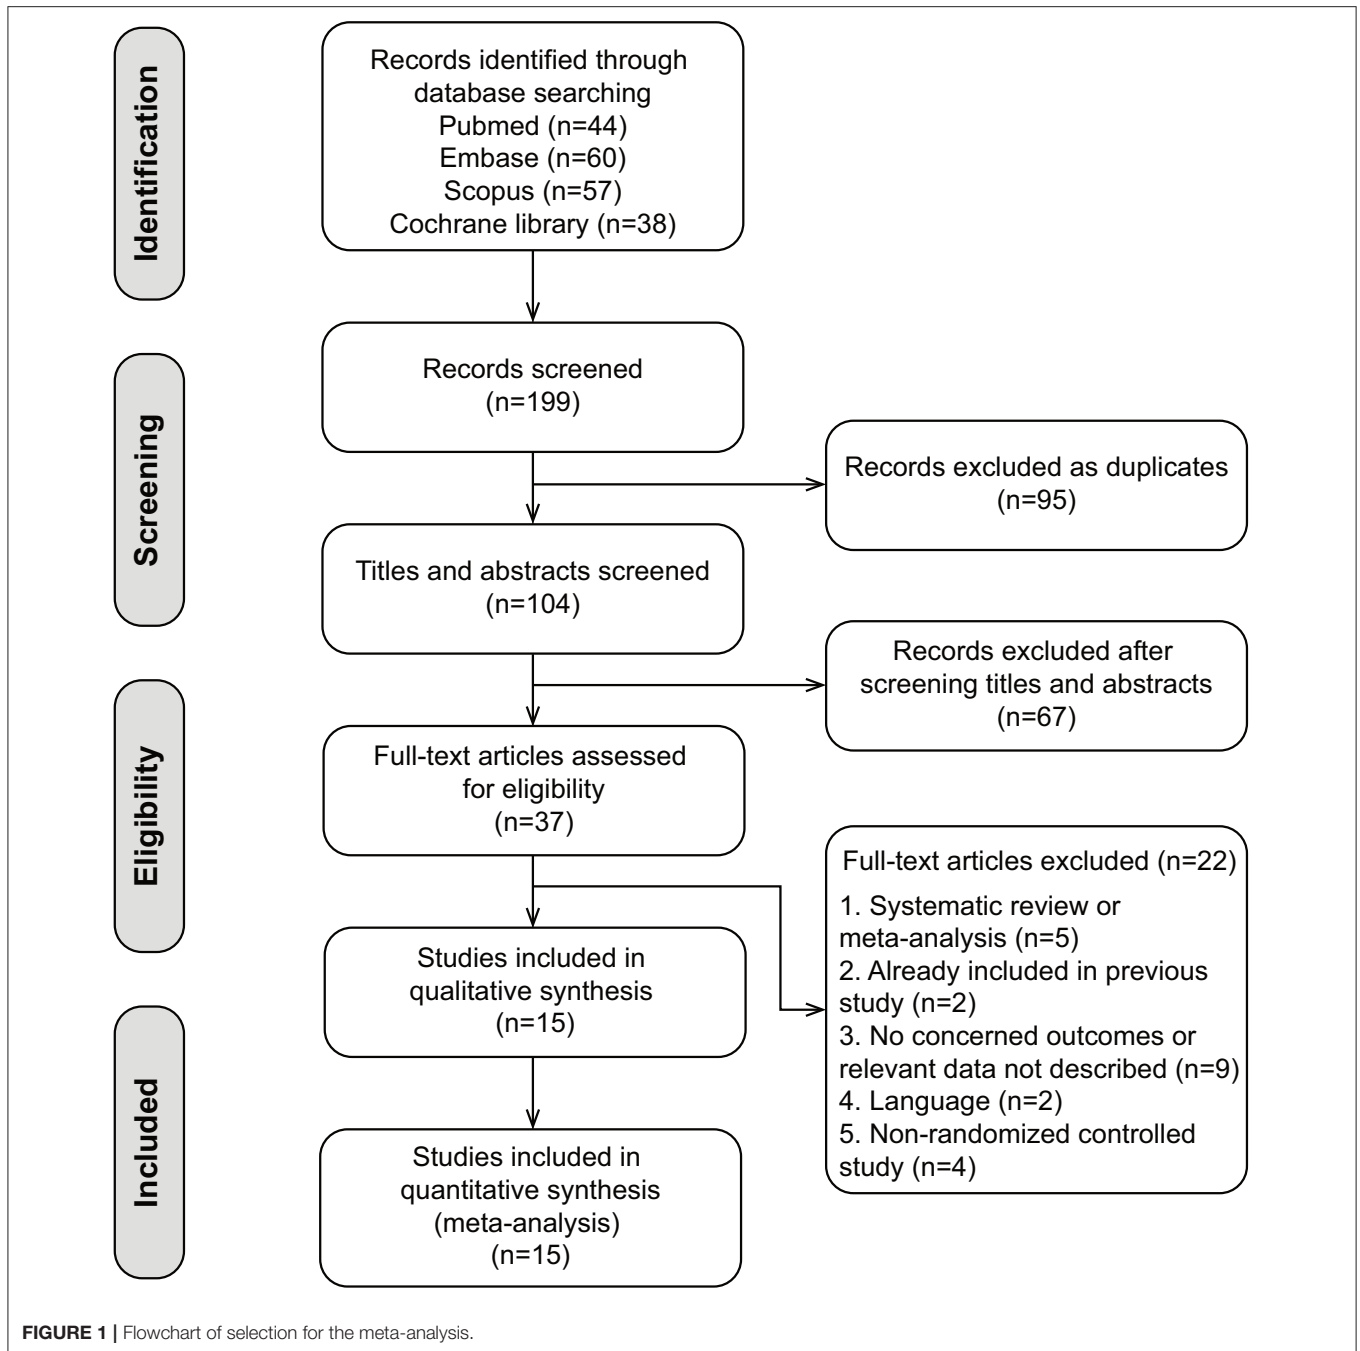 Identification
Records identified through
database searching
Pubmed (n=44)
Embase (n=60)
Scopus (n=57)
Cochrane library (n=38)
Screening
Records screened
(n=199)
Records excluded as duplicates
(n=95)
Titles and abstracts screened
(n=104)
Records excluded after
screening titles and abstracts
(n=67)
Eligibility
Full-text articles assessed
for eligibility
(n=37)
Full-text articles excluded (n=22)
1. Systematic review or
meta-analysis (n=5)
2. Already included in previous
study (n=2)
3. No concerned outcomes or
relevant data not described (n=9)
4. Language (n=2)
5. Non-randomized controlled
study (n=4)
Studies included in
qualitative synthesis
(n=15)
Included
Studies included in
quantitative synthesis
(meta-analysis)
(n=15)
FIGURE 1 | Flowchart of selection for the meta-analysis.